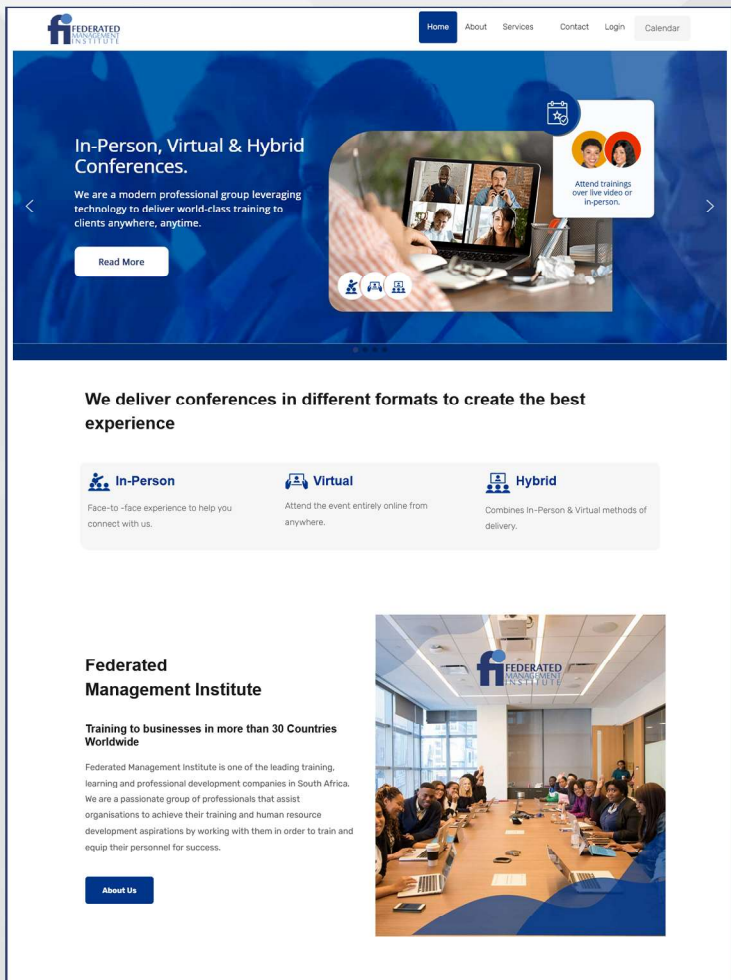 FEDERATED
MANAGEMENT
INSTITUTE
Home About Services Contact Login Calendar
In-Person, Virtual & Hybrid
Conferences.
We are a modern professional group leveraging
technology to deliver world-class training to
clients anywhere, anytime.
Read More
Attend trainings
over live video or
in-person.
We deliver conferences in different formats to create the best
experience
In-Person
Face-to -face experience to help you
connect with us.
Virtual
Attend the event entirely online from
anywhere.
Hybrid
Combines In-Person & Virtual methods of
delivery.
Federated
Management Institute
Training to businesses in more than 30 Countries
Worldwide
Federated Management Institute is one of the leading training,
learning and professional development companies in South Africa.
We are a passionate group of professionals that assist
organisations to achieve their training and human resource
development aspirations by working with them in order to train and
equip their personnel for success.
About Us
FEDERATED
MANAGEMENT
INSTITUTE